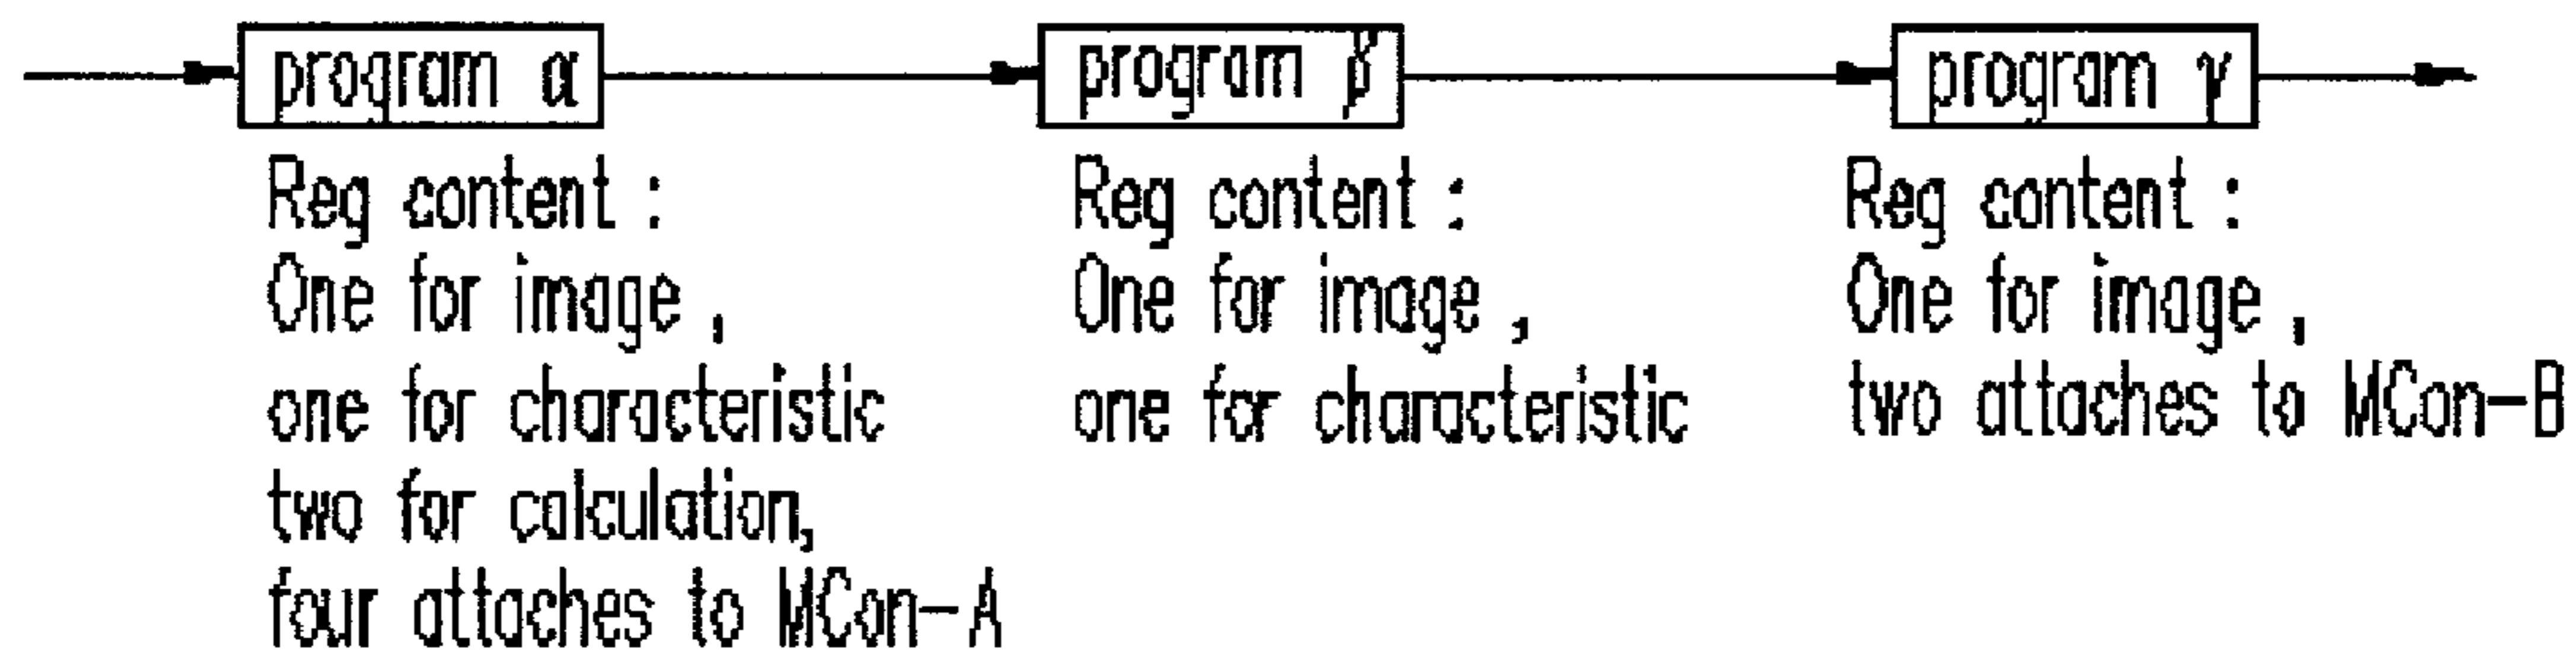 program α
program β
program γ
Reg content :
One for image ,
one for characteristic
two for calculation,
four attaches to MCon-A
Reg content :
One for image ,
one for characteristic
Reg content :
One for image ,
two attaches to MCon-B